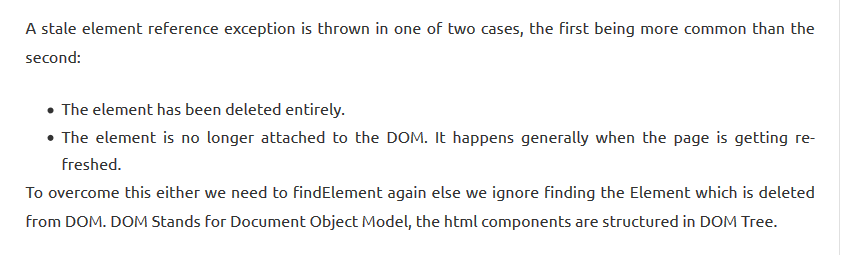 A stale element reference exception is thrown in one of two cases, the first being more common than the
second:
• The element has been deleted entirely.
• The element is no longer attached to the DOM. It happens generally when the page is getting re-
freshed.
To overcome this either we need to findElement again else we ignore finding the Element which is deleted
from DOM. DOM Stands for Document Object Model, the html components are structured in DOM Tree.